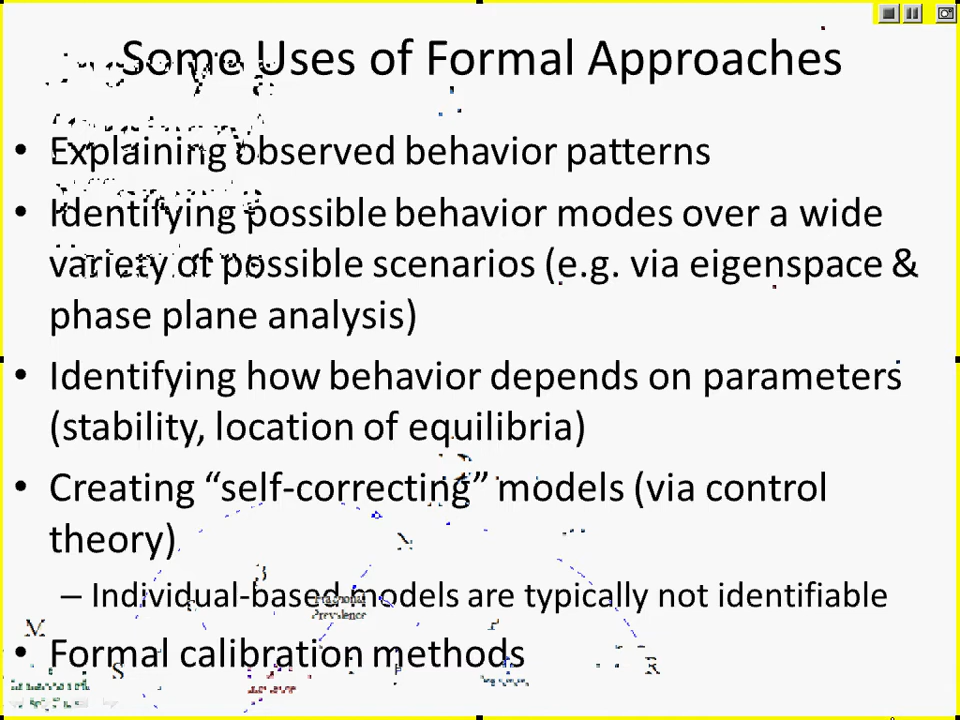 Some Uses of Formal Approaches
• Explaining observed behavior patterns
• Identifying possible behavior modes over a wide
variety of possible scenarios (e.g. via eigenspace &
phase plane analysis)
• Identifying how behavior depends on parameters
(stability, location of equilibria)
• Creating “self-correcting” models (via control
theory)
– Individual-based models are typically not identifiable
Fractional
Prevalence
• Formal calibration methods